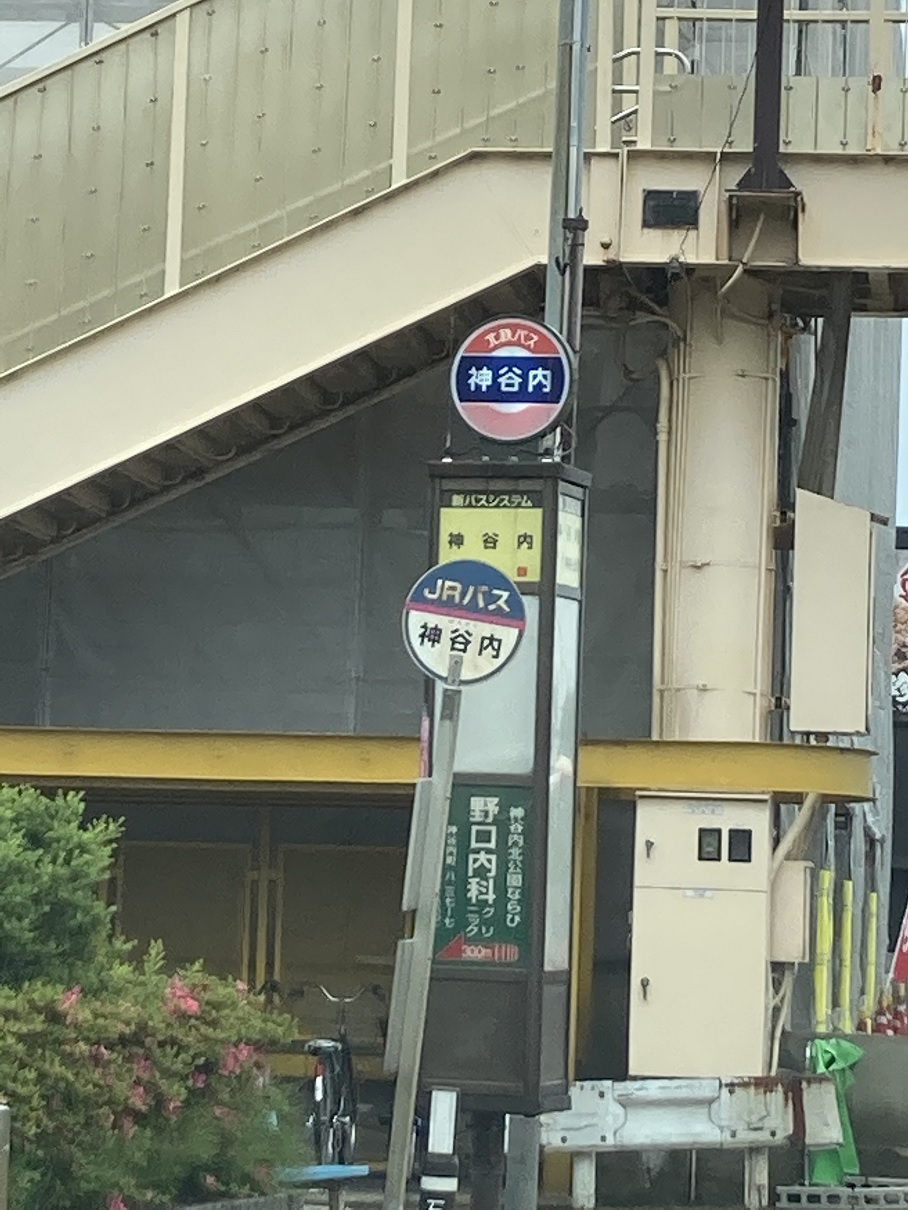 北鉄バス
神谷内
新バスシステム
神谷内
JRバス
神谷内
神谷内北公園ならび
野口内科
クリニック
300m